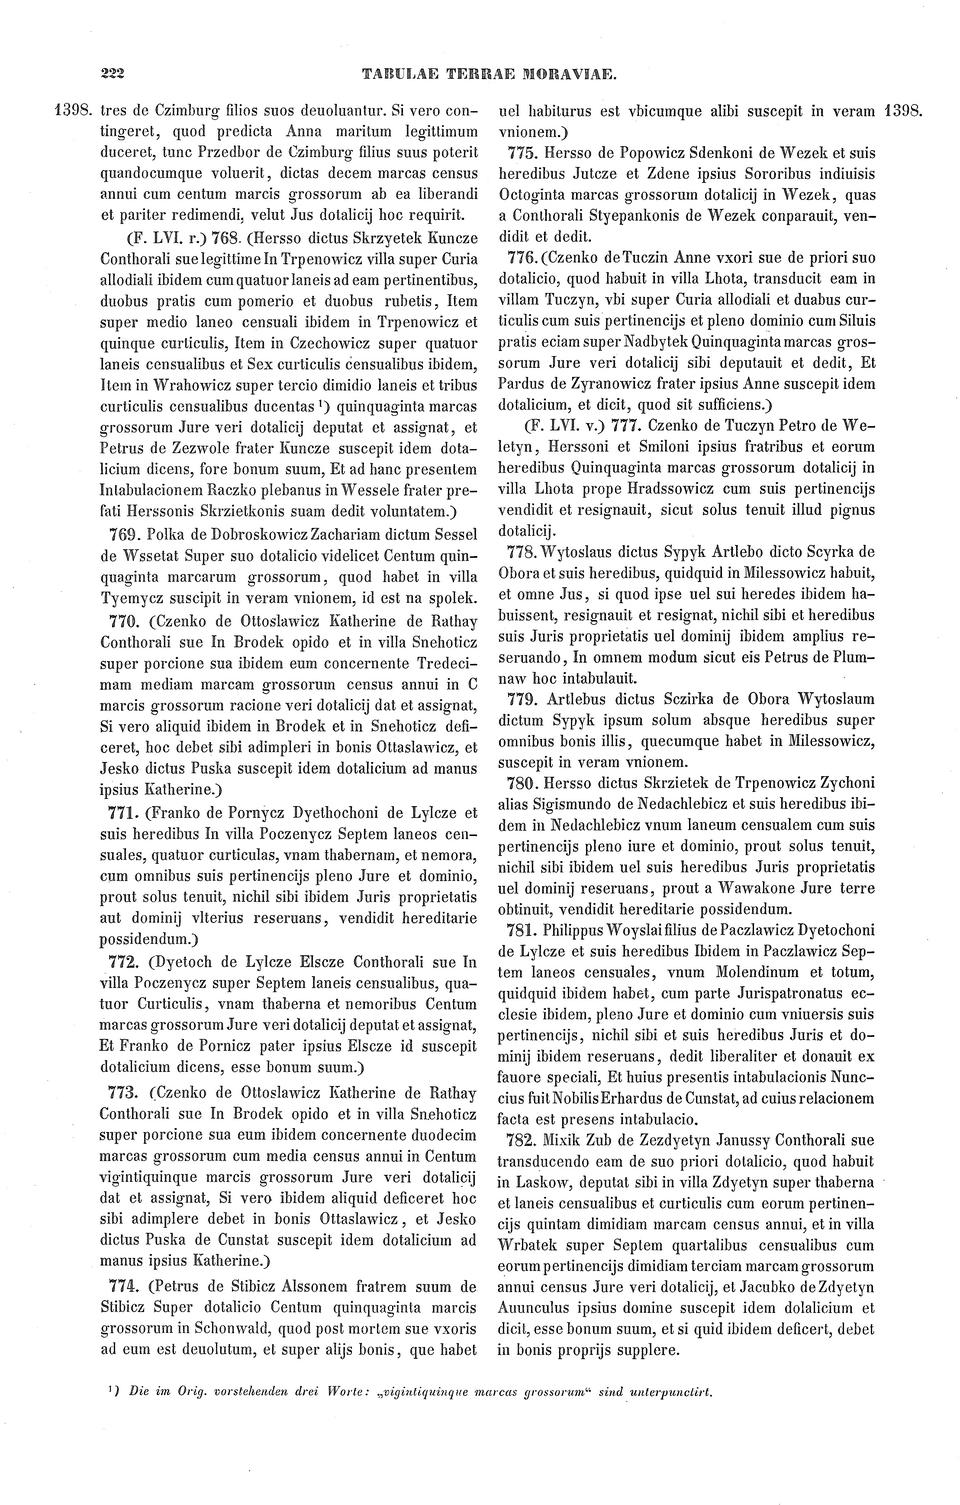 222
TABULAE TERRAE MORAVIAE.
1398. tres de Czimburg filios suos deuoluantur. Si vero con-
tingeret, quod predicta Anna maritum legittimum
duceret, tunc Przedbor de Czimburg filius suus poterit
quandocumque voluerit, dictas decem marcas census
annui cum centum marcis grossorum ab ea liberandi
et pariter redimendi, velut Jus dotalicij hoc requirit.
(F. LVI. r.) 768. (Hersso dictus Skrzyetek Kuncze
Conthorali sue legittime In Trpenowicz villa super Curia
allodiali ibidem cum quatuor laneis ad eam pertinentibus,
duobus pratis cum pomerio et duobus rubetis, Item
super medio laneo censuali ibidem in Trpenowicz et
quinque curticulis, Item in Czechowicz super quatuor
laneis censualibus et Sex curticulis censualibus ibidem,
Item in Wrahowicz super tercio dimidio laneis et tribus
curticulis censualibus ducentas ¹) quinquaginta marcas
grossorum Jure veri dotalicij deputat et assignat, et
Petrus de Zezwole frater Kuncze suscepit idem dota-
licium dicens, fore bonum suum, Et ad hanc presentem
Intabulacionem Raczko plebanus in Wessele frater pre-
fati Herssonis Skrzietkonis suam dedit voluntatem.)
769. Polka de Dobroskowicz Zachariam dictum Sessel
de Wssetat Super suo dotalicio videlicet Centum quin-
quaginta marcarum grossorum, quod habet in villa
Tyemycz suscipit in veram vnionem, id est na spolek.
770. (Czenko de Ottoslawicz Katherine de Rathay
Conthorali sue In Brodek opido et in villa Snehoticz
super porcione sua ibidem eum concernente Tredeci-
mam mediam marcam grossorum census annui in C
marcis grossorum racione veri dotalicij dat et assignat,
Si vero aliquid ibidem in Brodek et in Snehoticz defi-
ceret, hoc debet sibi adimpleri in bonis Ottaslawicz, et
Jesko dictus Puska suscepit idem dotalicium ad manus
ipsius Katherine.)
771. (Franko de Pornycz Dyethochoni de Lylcze et
suis heredibus In villa Poczenycz Septem laneos cen-
suales, quatuor curticulas, vnam thabernam, et nemora,
cum omnibus suis pertinencijs pleno Jure et dominio,
prout solus tenuit, nichil sibi ibidem Juris proprietatis
aut dominij vlterius reseruans, vendidit hereditarie
possidendum.)
772. (Dyetoch de Lylcze Elscze Conthorali sue In
villa Poczenycz super Septem laneis censualibus, qua-
tuor Curticulis, vnam thaberna et nemoribus Centum
marcas grossorum Jure veri dotalicij deputat et assignat,
Et Franko de Pornicz pater ipsius Elscze id suscepit
dotalicium dicens, esse bonum suum.)
773. (Czenko de Ottoslawicz Katherine de Rathay
Conthorali sue In Brodek opido et in villa Snehoticz
super porcione sua eum ibidem concernente duodecim
marcas grossorum cum media census annui in Centum
vigintiquinque marcis grossorum Jure veri dotalicij
dat et assignat, Si vero ibidem aliquid deficeret hoc
sibi adimplere debet in bonis Ottaslawicz, et Jesko
dictus Puska de Cunstat suscepit idem dotalicium ad
manus ipsius Katherine.)
774. (Petrus de Stibicz Alssonem fratrem suum de
Stibicz Super dotalicio Centum quinquaginta marcis
grossorum in Schonwald, quod post mortem sue vxoris
ad eum est deuolutum, et super alijs bonis, que habet
uel habiturus est vbicumque alibi suscepit in veram 1398.
vnionem.)
775. Hersso de Popowicz Sdenkoni de Wezek et suis
heredibus Jutcze et Zdene ipsius Sororibus indiuisis
Octoginta marcas grossorum dotalicij in Wezek, quas
a Conthorali Styepankonis de Wezek conparauit, ven-
didit et dedit.
776. (Czenko de Tuczin Anne vxori sue de priori suo
dotalicio, quod habuit in villa Lhota, transducit eam in
villam Tuczyn, vbi super Curia allodiali et duabus cur-
ticulis cum suis pertinencijs et pleno dominio cum Siluis
pratis eciam super Nadbytek Quinquaginta marcas gros-
sorum Jure veri dotalicij sibi deputauit et dedit, Et
Pardus de Zyranowicz frater ipsius Anne suscepit idem
dotalicium, et dicit, quod sit sufficiens.)
(F. LVI. v.) 777. Czenko de Tuczyn Petro de We-
letyn, Herssoni et Smiloni ipsius fratribus et eorum
heredibus Quinquaginta marcas grossorum dotalicij in
villa Lhota prope Hradssowicz cum suis pertinencijs
vendidit et resignauit, sicut solus tenuit illud pignus
dotalicij.
778. Wytoslaus dictus Sypyk Artlebo dicto Scyrka de
Obora et suis heredibus, quidquid in Milessowicz habuit,
et omne Jus, si quod ipse uel sui heredes ibidem ha-
buissent, resignauit et resignat, nichil sibi et heredibus
suis Juris proprietatis uel dominij ibidem amplius re-
seruando, In omnem modum sicut eis Petrus de Plum-
naw hoc intabulauit.
779. Artlebus dictus Sczirka de Obora Wytoslaum
dictum Sypyk ipsum solum absque heredibus super
omnibus bonis illis, quecumque habet in Milessowicz,
suscepit in veram vnionem.
780. Hersso dictus Skrzietek de Trpenowicz Zychoni
alias Sigismundo de Nedachlebicz et suis heredibus ibi-
dem in Nedachlebicz vnum laneum censualem cum suis
pertinencijs pleno iure et dominio, prout solus tenuit,
nichil sibi ibidem uel suis heredibus Juris proprietatis
uel dominij reseruans, prout a Wawakone Jure terre
obtinuit, vendidit hereditarie possidendum.
781. Philippus Woyslai filius de Paczlawicz Dyetochoni
de Lylcze et suis heredibus Ibidem in Paczlawicz Sep-
tem laneos censuales, vnum Molendinum et totum,
quidquid ibidem habet, cum parte Jurispatronatus ec-
clesie ibidem, pleno Jure et dominio cum vniuersis suis
pertinencijs, nichil sibi et suis heredibus Juris et do-
minij ibidem reseruans, dedit liberaliter et donauit ex
fauore speciali, Et huius presentis intabulacionis Nunc-
cius fuit Nobilis Erhardus de Cunstat, ad cuius relacionem
facta est presens intabulacio.
782. Mixik Zub de Zezdyetyn Janussy Conthorali sue
transducendo eam de suo priori dotalicio, quod habuit
in Laskow, deputat sibi in villa Zdyetyn super thaberna
et laneis censualibus et curticulis cum eorum pertinen-
cijs quintam dimidiam marcam census annui, et in villa
Wrbatek super Septem quartalibus censualibus cum
eorum pertinencijs dimidiam terciam marcam grossorum
annui census Jure veri dotalicij, et Jacubko de Zdyetyn
Auunculus ipsius domine suscepit idem dolalicium et
dicit, esse bonum suum, et si quid ibidem deficert, debet
in bonis proprijs supplere.
¹) Die im Orig. vorstehenden drei Worte: „vigintiquinque marcas grossorum“ sind unterpunctirt.